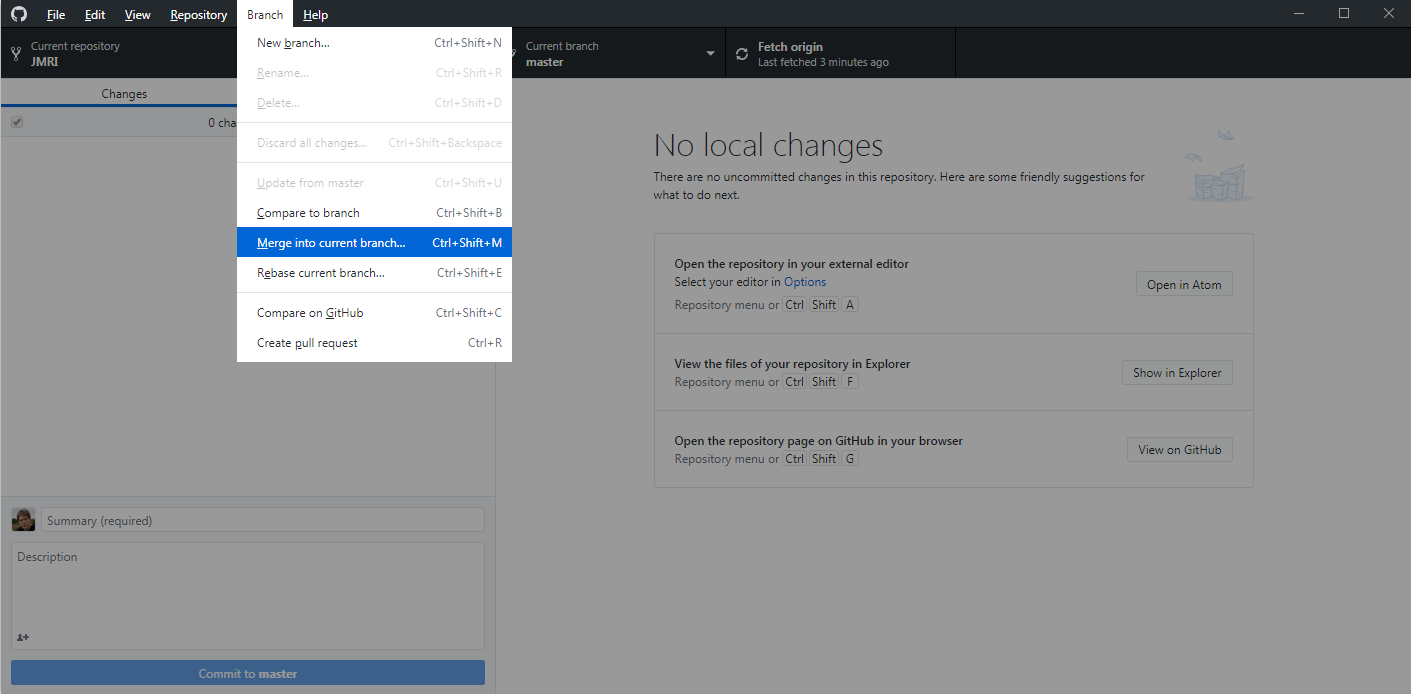 File Edit View Repository Branch Help
Current repository
JMRI
Current branch
master
Fetch origin
Last fetched 3 minutes ago
New branch... Ctrl+Shift+N
Rename... Ctrl+Shift+R
Delete... Ctrl+Shift+D
Discard all changes... Ctrl+Shift+Backspace
Update from master Ctrl+Shift+U
Compare to branch Ctrl+Shift+B
Merge into current branch... Ctrl+Shift+M
Rebase current branch... Ctrl+Shift+E
Compare on GitHub Ctrl+Shift+C
Create pull request Ctrl+R
Changes
0 cha
No local changes
There are no uncommitted changes in this repository. Here are some friendly suggestions for
what to do next.
Open the repository in your external editor
Select your editor in Options
Repository menu or Ctrl Shift A
Open in Atom
View the files of your repository in Explorer
Repository menu or Ctrl Shift F
Show in Explorer
Open the repository page on GitHub in your browser
Repository menu or Ctrl Shift G
View on GitHub
Summary (required)
Description
Commit to master